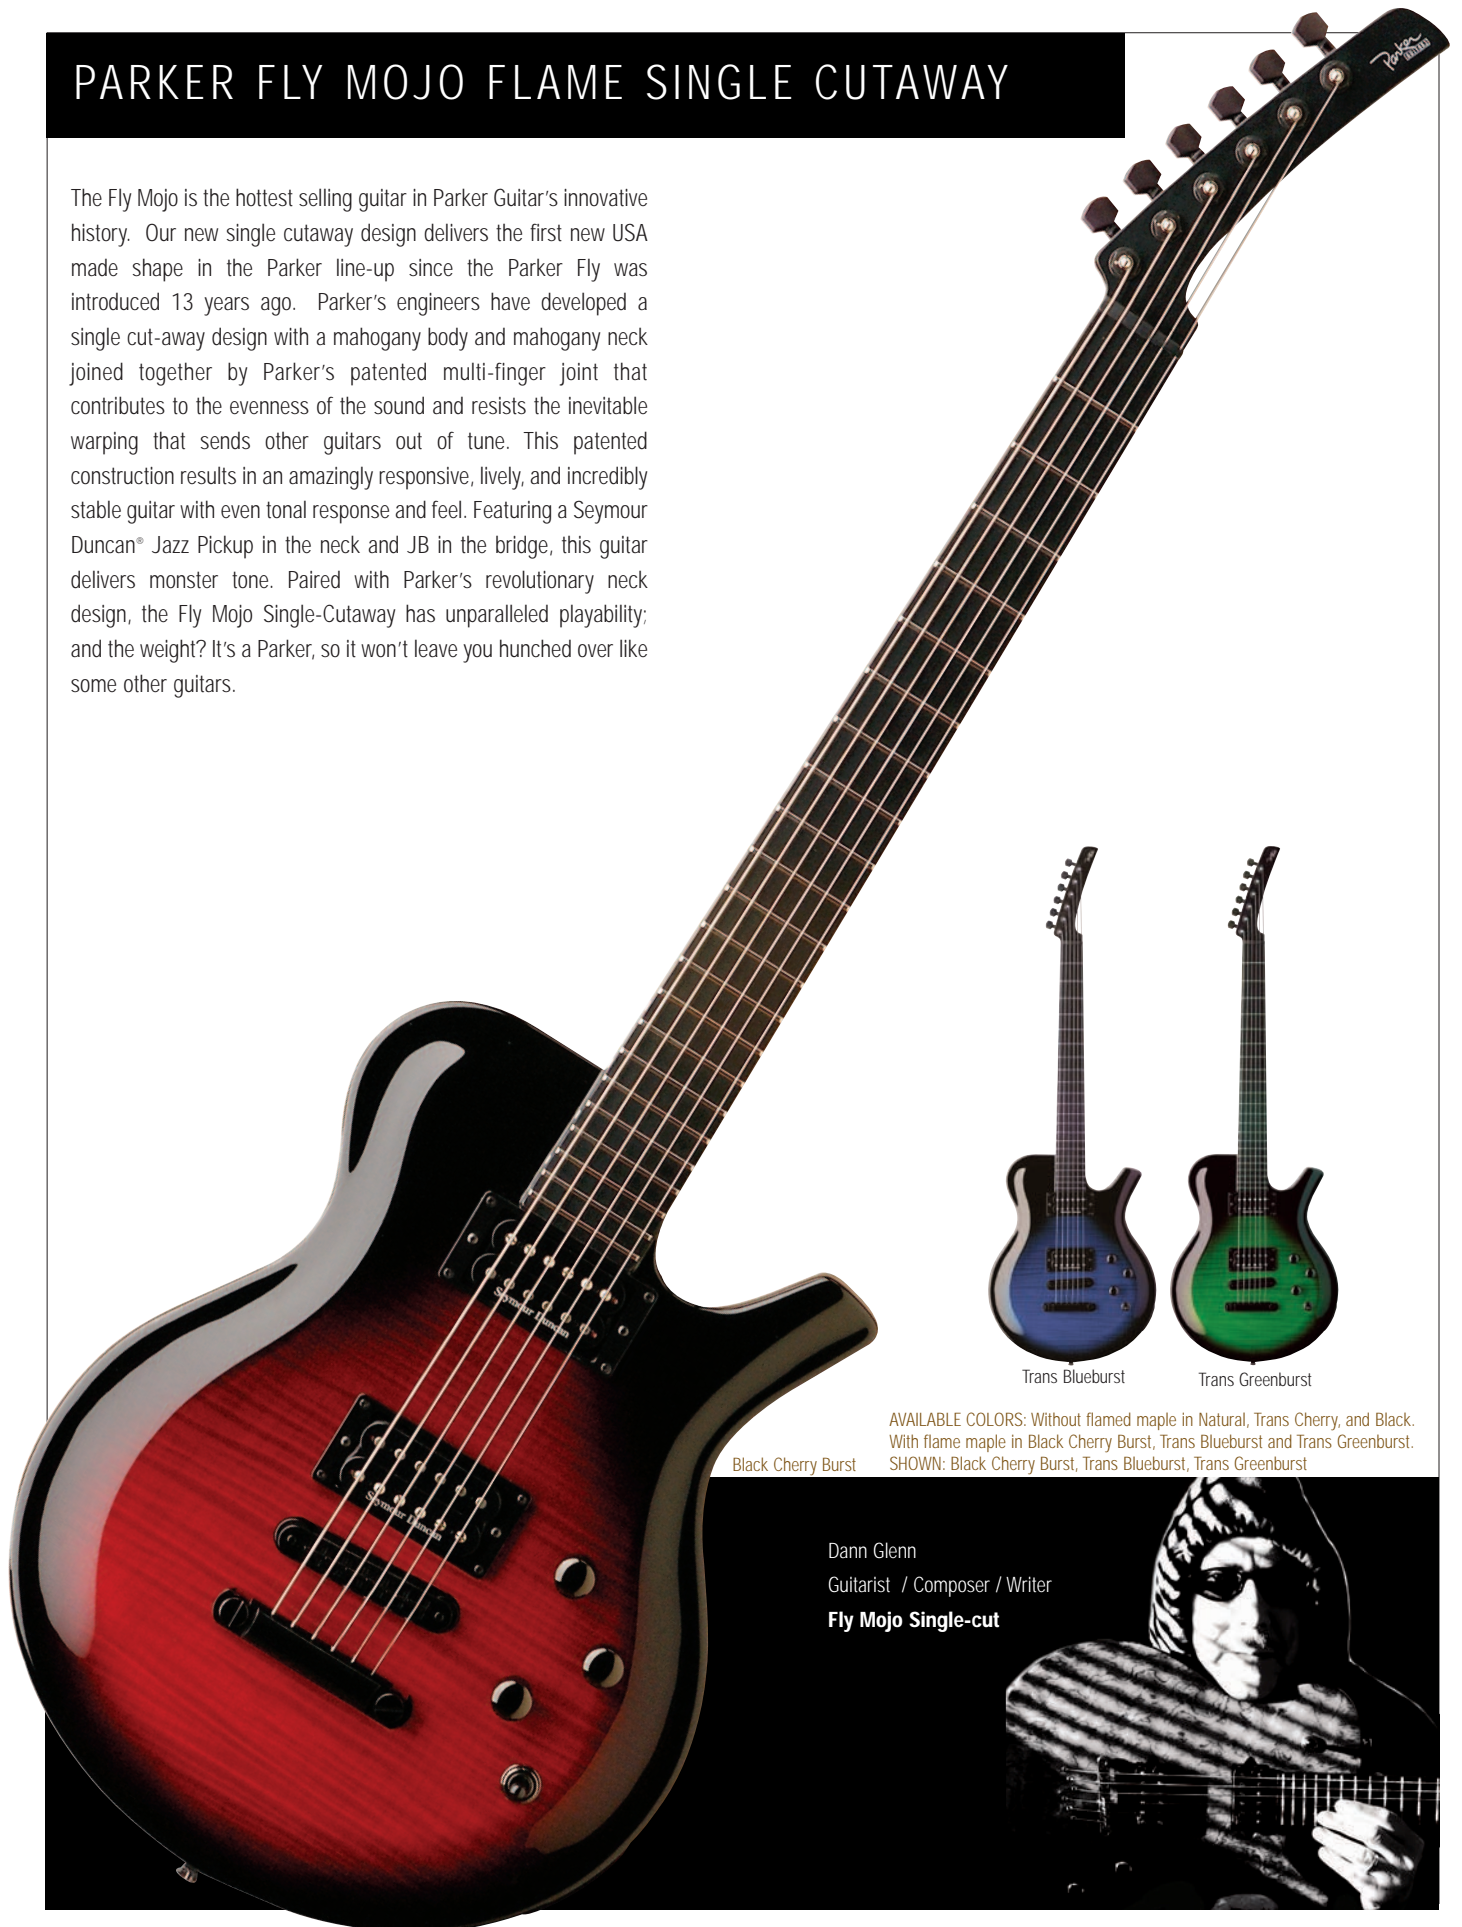 PARKER FLY MOJO FLAME SINGLE CUTAWAY
Parker
GUITARS
The Fly Mojo is the hottest selling guitar in Parker Guitar's innovative
history. Our new single cutaway design delivers the first new USA
made shape in the Parker line-up since the Parker Fly was
introduced 13 years ago. Parker's engineers have developed a
single cut-away design with a mahogany body and mahogany neck
joined together by Parker's patented multi-finger joint that
contributes to the evenness of the sound and resists the inevitable
warping that sends other guitars out of tune. This patented
construction results in an amazingly responsive, lively, and incredibly
stable guitar with even tonal response and feel. Featuring a Seymour
Duncan® Jazz Pickup in the neck and JB in the bridge, this guitar
delivers monster tone. Paired with Parker's revolutionary neck
design, the Fly Mojo Single-Cutaway has unparalleled playability;
and the weight? It's a Parker, so it won't leave you hunched over like
some other guitars.
Seymour Duncan
Seymour Duncan
Trans Blueburst
Trans Greenburst
AVAILABLE COLORS: Without flamed maple in Natural, Trans Cherry, and Black.
With flame maple in Black Cherry Burst, Trans Blueburst and Trans Greenburst.
SHOWN: Black Cherry Burst, Trans Blueburst, Trans Greenburst
Black Cherry Burst
Dann Glenn
Guitarist / Composer / Writer
Fly Mojo Single-cut